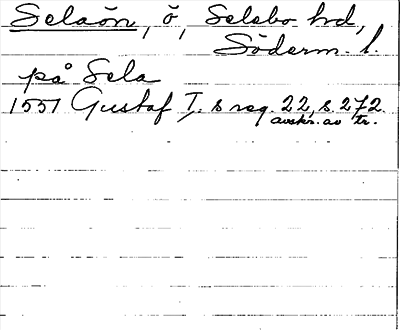 Selaön, ö, Selebo hd,
Söderm. l.
på Sela
1551 Gustaf I.s reg. 22, s. 272.
avskr. av tr.